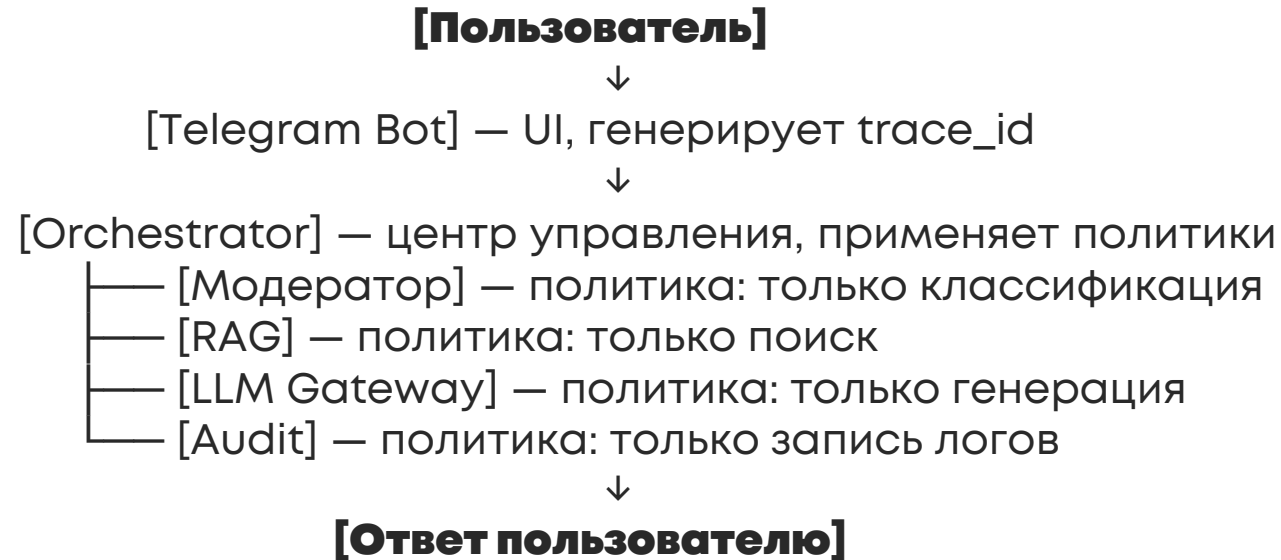 [Пользователь]
↓
[Telegram Bot] — UI, генерирует trace_id
↓
[Orchestrator] — центр управления, применяет политики
├── [Модератор] — политика: только классификация
├── [RAG] — политика: только поиск
├── [LLM Gateway] — политика: только генерация
└── [Audit] — политика: только запись логов
↓
[Ответ пользователю]